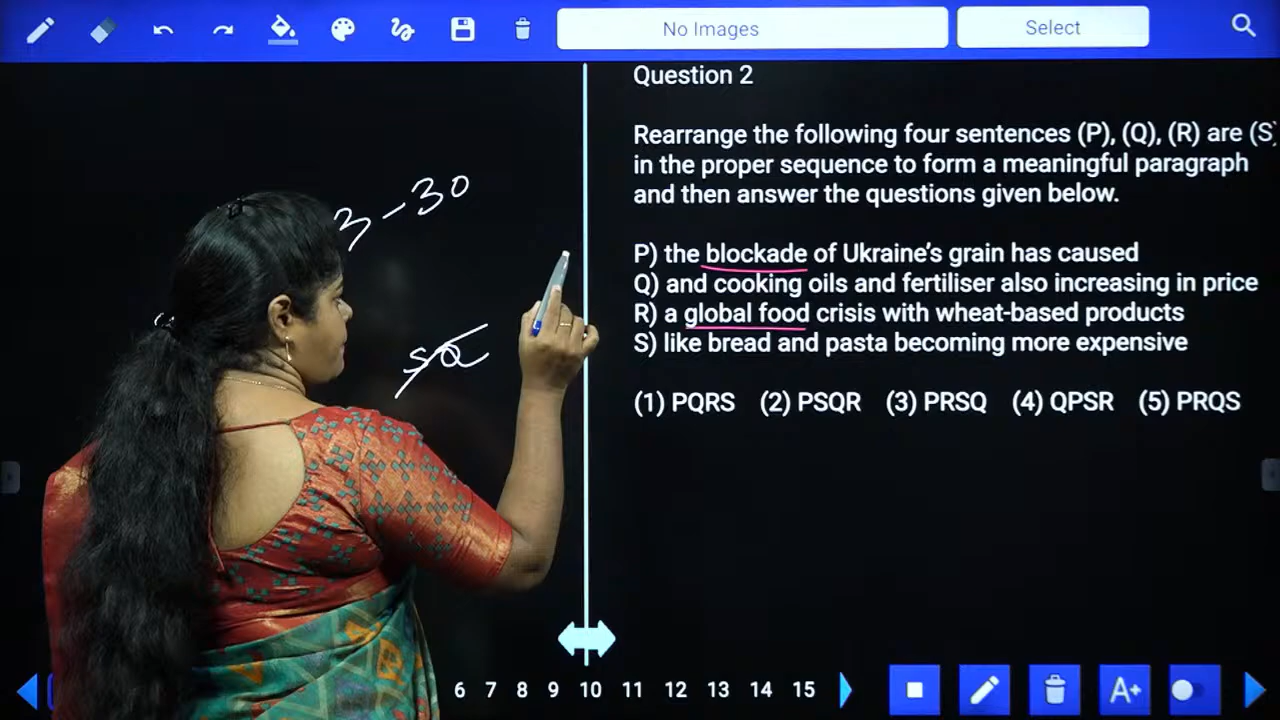 No Images
Select
Question 2
Rearrange the following four sentences (P), (Q), (R) are (S)
in the proper sequence to form a meaningful paragraph
and then answer the questions given below.
P) the blockade of Ukraine's grain has caused
Q) and cooking oils and fertiliser also increasing in price
R) a global food crisis with wheat-based products
S) like bread and pasta becoming more expensive
(1) PQRS (2) PSQR (3) PRSQ (4) QPSR (5) PRQS
3-30
SQ
6 7 8 9 10 11 12 13 14 15
A+